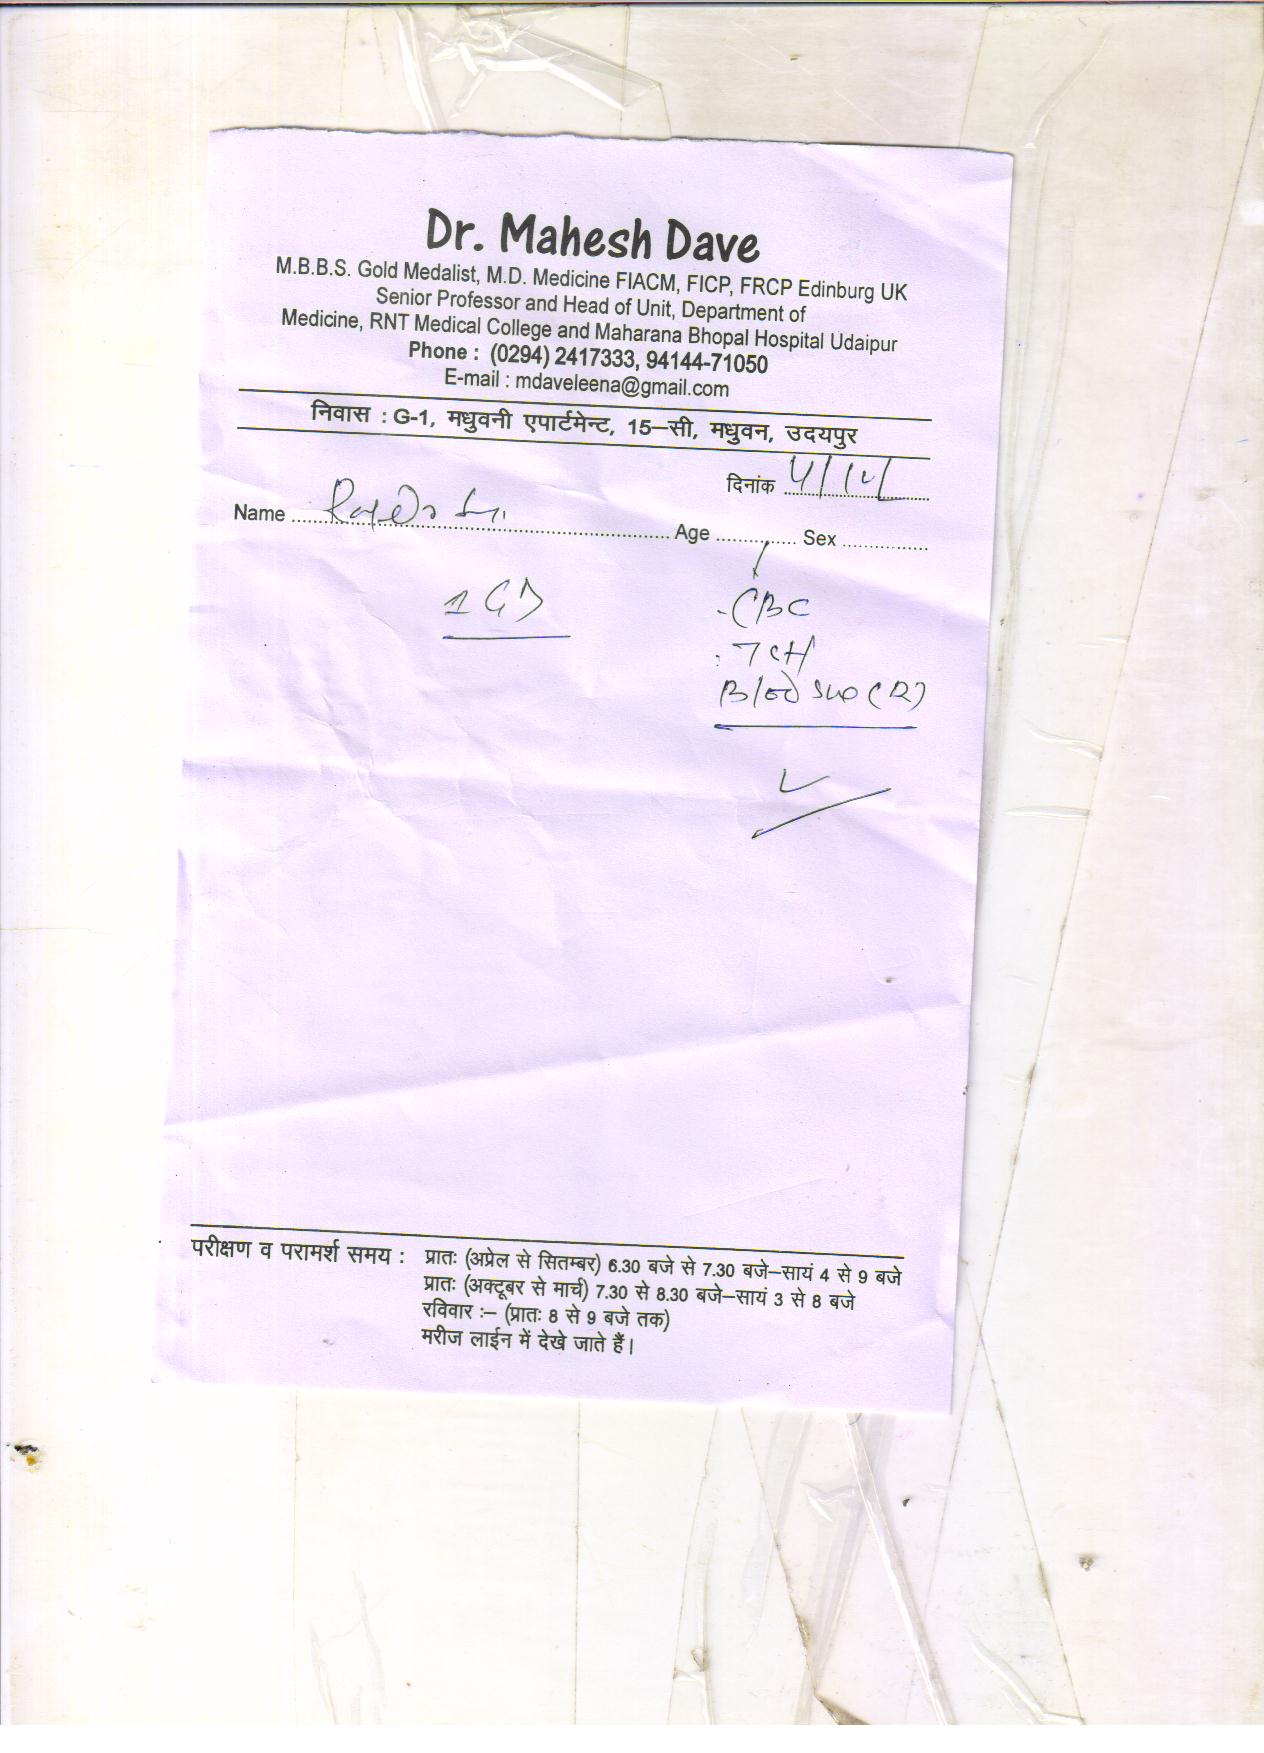 Dr. Mahesh Dave
M.B.B.S. Gold Medalist, M.D. Medicine FIACM, FICP, FRCP Edinburg UK
Senior Professor and Head of Unit, Department of
Medicine, RNT Medical College and Maharana Bhopal Hospital Udaipur
Phone : (0294) 2417333, 94144-71050
E-mail : mdaveleena@gmail.com
निवास : G-1, मधुवनी एपार्टमेन्ट, 15–सी, मधुवन, उदयपुर
दिनांक
Name Age Sex
CBC
Blood
परीक्षण व परामर्श समय : प्रातः (अप्रेल से सितम्बर) 6.30 बजे से 7.30 बजे–सायं 4 से 9 बजे
प्रातः (अक्टूबर से मार्च) 7.30 से 8.30 बजे–सायं 3 से 8 बजे
रविवार :– (प्रातः 8 से 9 बजे तक)
मरीज लाईन में देखे जाते हैं।